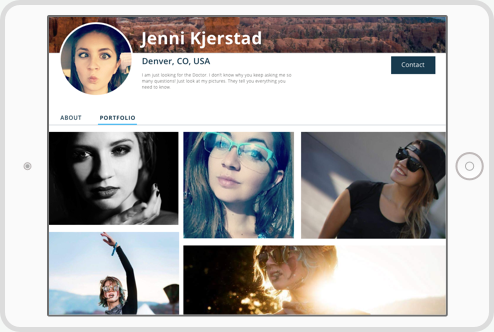 Jenni Kjerstad
Denver, CO, USA
Contact
I am just looking for the Doctor. I don't know why you keep asking me so
many questions! Just look at my pictures. They tell you everything you
need to know.
ABOUT
PORTFOLIO